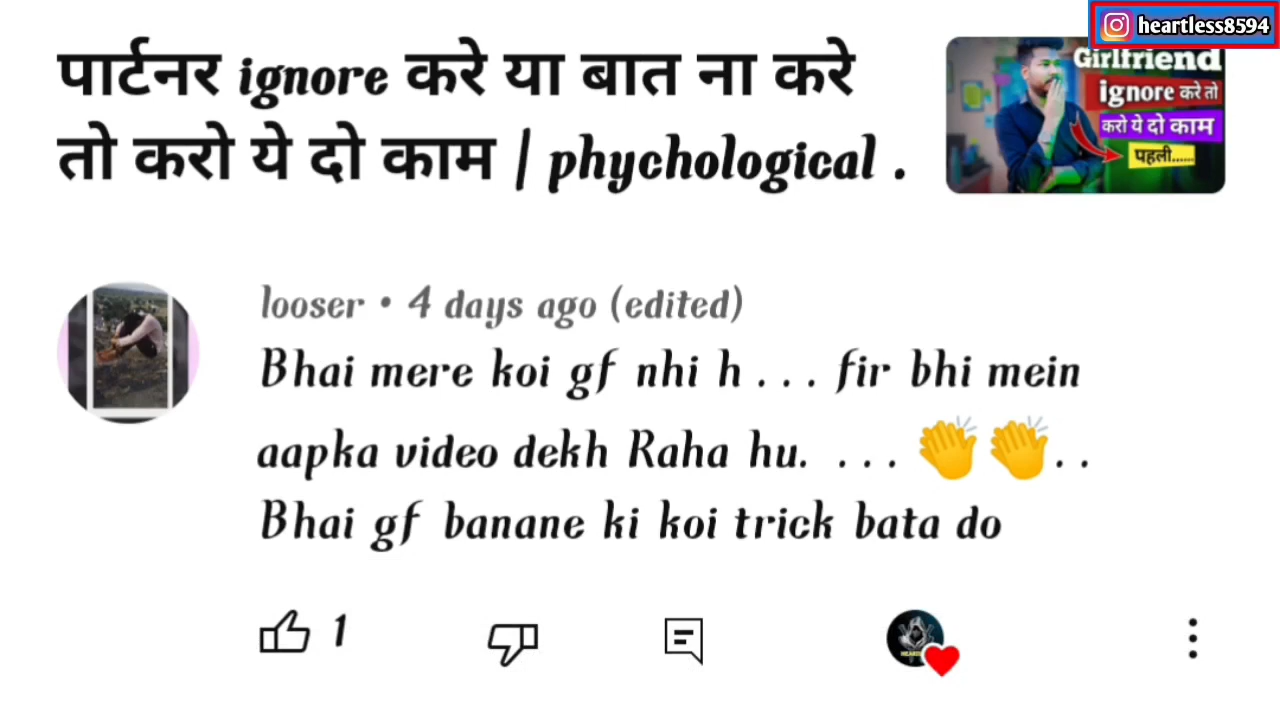 heartless8594
पार्टनर ignore करे या बात ना करे
तो करो ये दो काम | phychological .
Girlfriend
ignore करे तो
करो ये दो काम
पहली......
looser • 4 days ago (edited)
Bhai mere koi gf nhi h . . . fir bhi mein
aapka video dekh Raha hu. . . . 👏👏. .
Bhai gf banane ki koi trick bata do
1